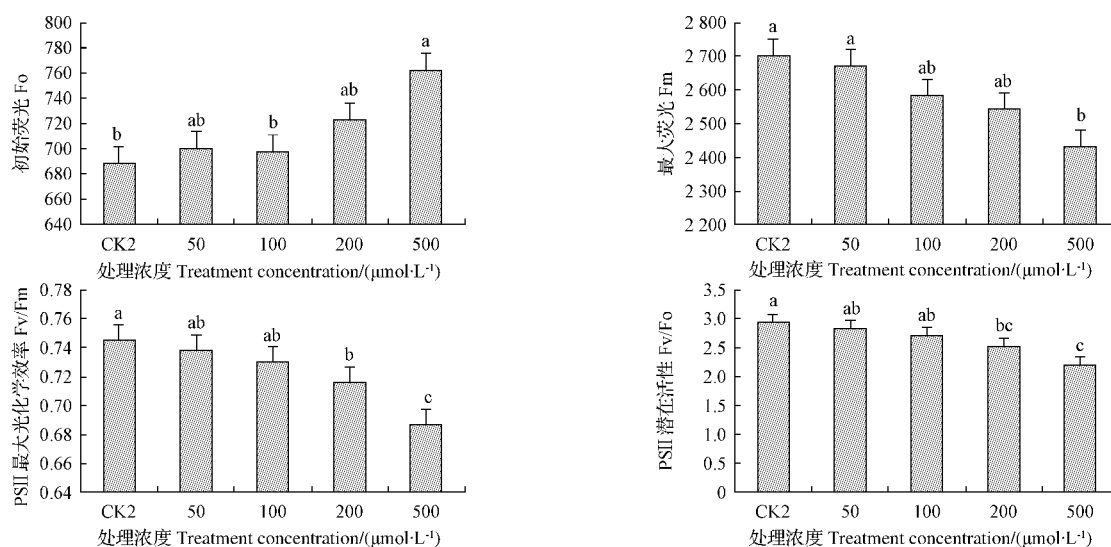 初始荧光 Fo
800
780
760
740
720
700
680
660
640
b
ab
b
ab
a
CK2 50 100 200 500
处理浓度 Treatment concentration/(μmol·L⁻¹)
最大荧光 Fm
2 800
2 700
2 600
2 500
2 400
2 300
2 200
a
a
ab
ab
b
CK2 50 100 200 500
处理浓度 Treatment concentration/(μmol·L⁻¹)
PSII最大光化学效率 Fv/Fm
0.78
0.76
0.74
0.72
0.70
0.68
0.66
0.64
a
ab
ab
b
c
CK2 50 100 200 500
处理浓度 Treatment concentration/(μmol·L⁻¹)
PSII潜在活性 Fv/Fo
3.5
3.0
2.5
2.0
1.5
1.0
0.5
0
a
ab
ab
bc
c
CK2 50 100 200 500
处理浓度 Treatment concentration/(μmol·L⁻¹)